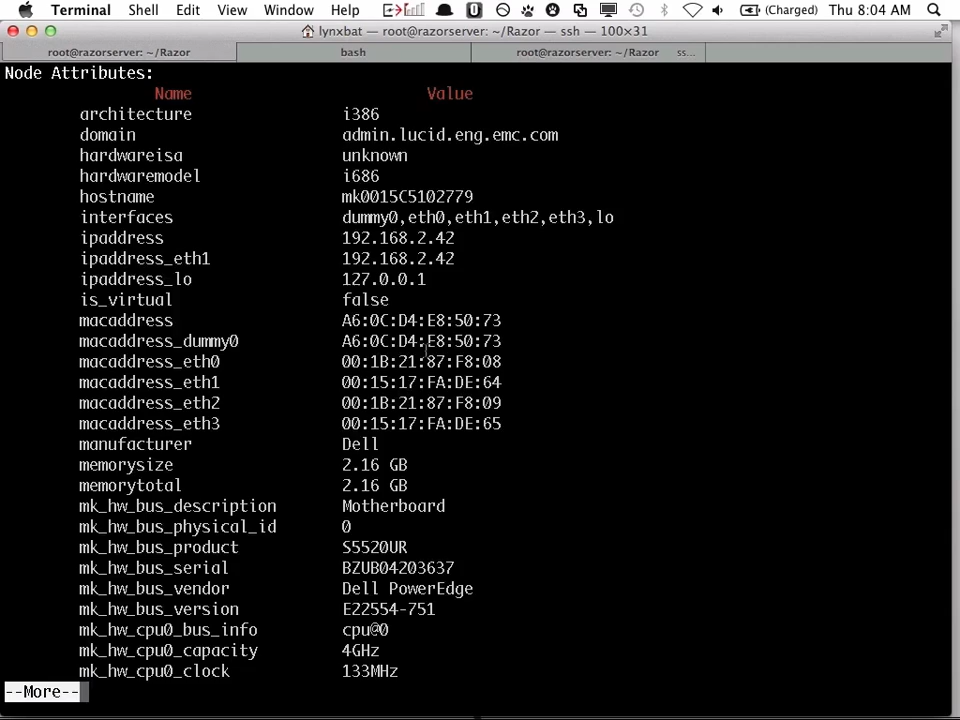 Terminal Shell Edit View Window Help (Charged) Thu 8:04 AM
lynxbat — root@razorserver: ~/Razor — ssh — 100×31
root@razorserver: ~/Razor bash root@razorserver: ~/Razor ss...
Node Attributes:
Name Value
architecture i386
domain admin.lucid.eng.emc.com
hardwareisa unknown
hardwaremodel i686
hostname mk0015C5102779
interfaces dummy0,eth0,eth1,eth2,eth3,lo
ipaddress 192.168.2.42
ipaddress_eth1 192.168.2.42
ipaddress_lo 127.0.0.1
is_virtual false
macaddress A6:0C:D4:E8:50:73
macaddress_dummy0 A6:0C:D4:E8:50:73
macaddress_eth0 00:1B:21:87:F8:08
macaddress_eth1 00:15:17:FA:DE:64
macaddress_eth2 00:1B:21:87:F8:09
macaddress_eth3 00:15:17:FA:DE:65
manufacturer Dell
memorysize 2.16 GB
memorytotal 2.16 GB
mk_hw_bus_description Motherboard
mk_hw_bus_physical_id 0
mk_hw_bus_product S5520UR
mk_hw_bus_serial BZUB04203637
mk_hw_bus_vendor Dell PowerEdge
mk_hw_bus_version E22554-751
mk_hw_cpu0_bus_info cpu@0
mk_hw_cpu0_capacity 4GHz
mk_hw_cpu0_clock 133MHz
--More--